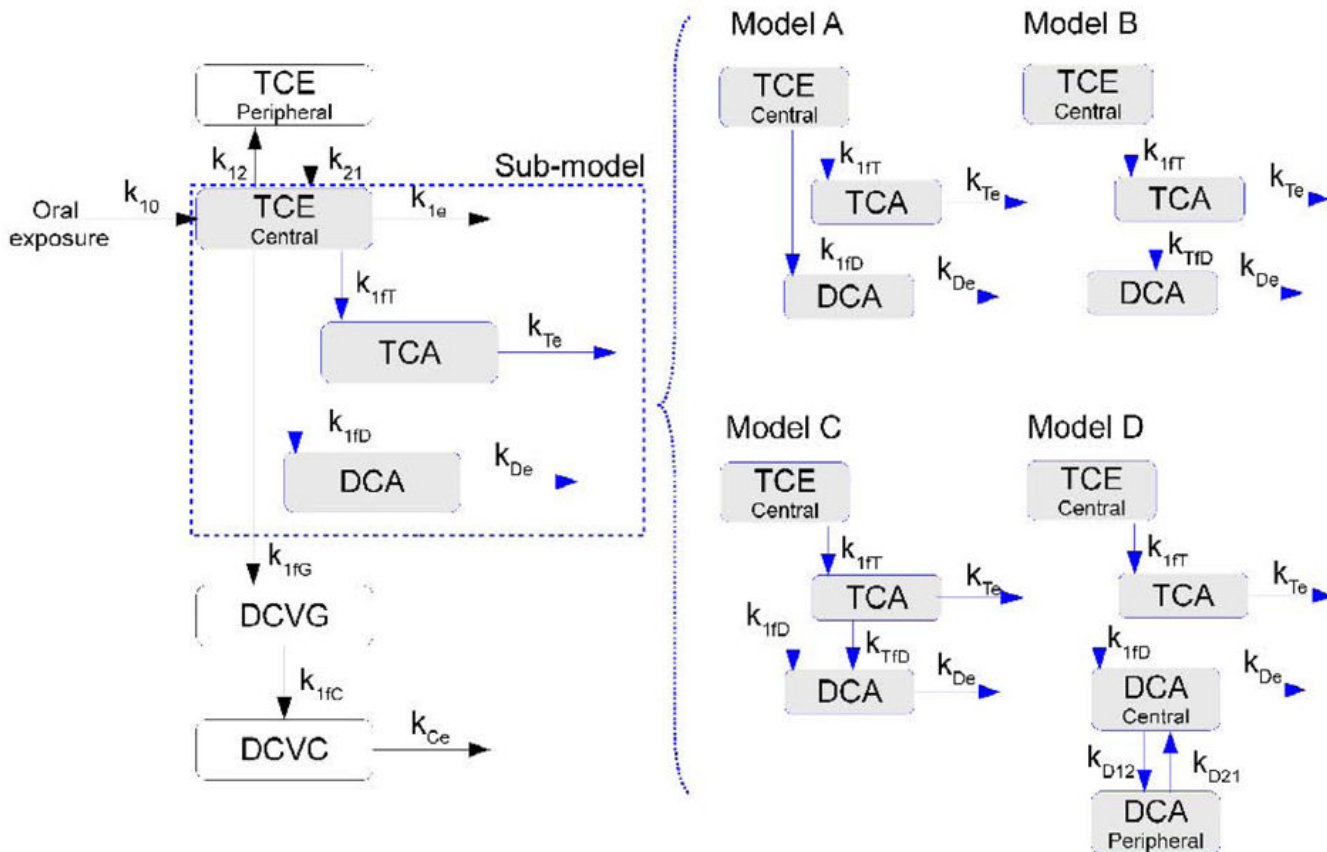 TCE
Peripheral
k12
k21
Sub-model
Oral
exposure
k10
TCE
Central
k1e
k1fT
TCA
kTe
k1fD
DCA
kDe
k1fG
DCVG
k1fC
DCVC
kCe
Model A
TCE
Central
k1fT
TCA
kTe
k1fD
DCA
kDe
Model B
TCE
Central
k1fT
TCA
kTe
kTfD
DCA
kDe
Model C
TCE
Central
k1fT
TCA
kTe
k1fD
kTfD
DCA
kDe
Model D
TCE
Central
k1fT
TCA
kTe
k1fD
DCA
Central
kDe
kD12
kD21
DCA
Peripheral